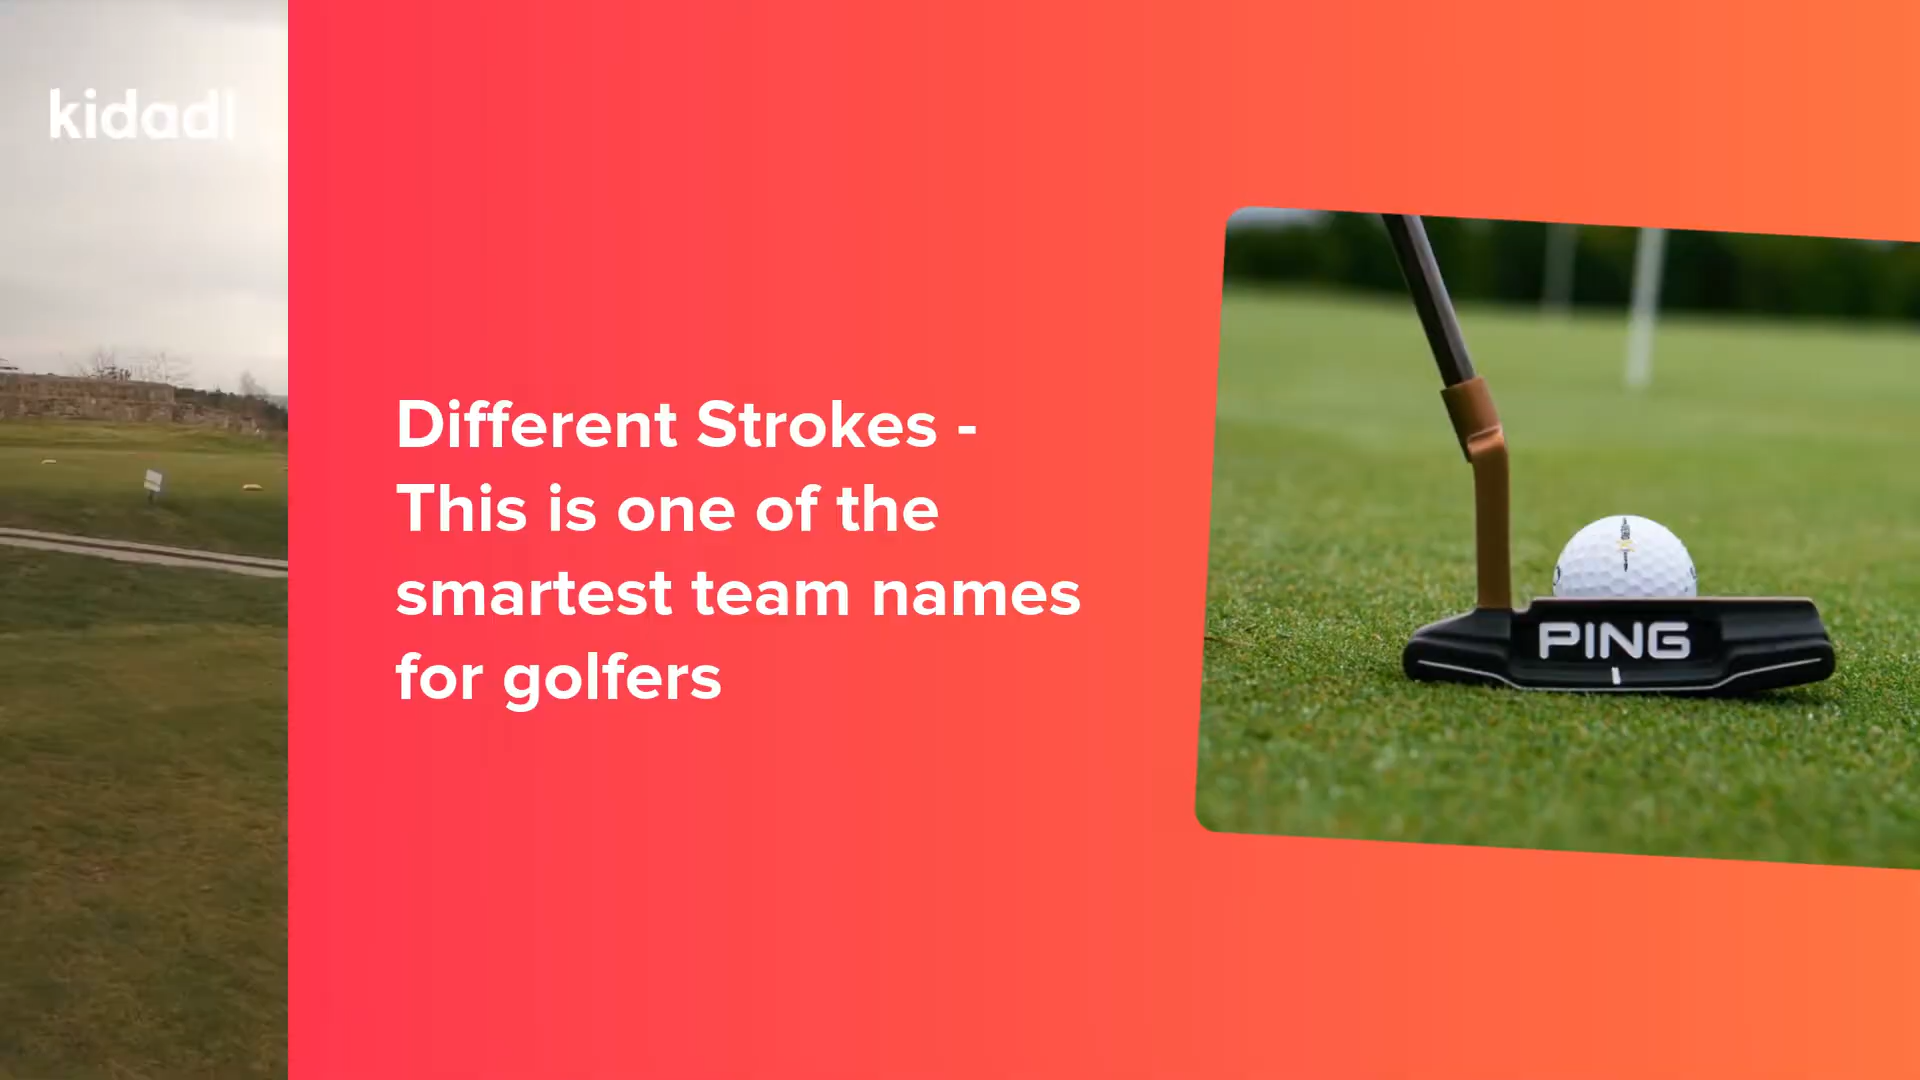 kidadl
Different Strokes -
This is one of the
smartest team names
for golfers
PING